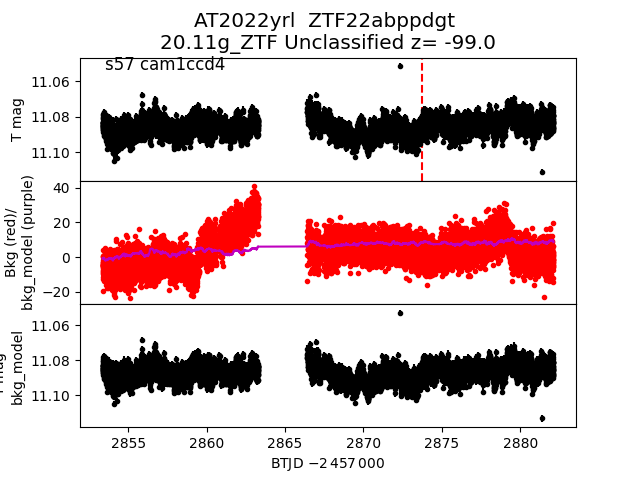 AT2022yrl  ZTF22abppdgt
20.11g_ZTF Unclassified z= -99.0
s57 cam1ccd4
11.06
11.08
11.10
T mag
40
20
0
−20
Bkg (red)/
bkg_model (purple)
11.06
11.08
11.10
bkg_model
2855
2860
2865
2870
2875
2880
BTJD −2 457 000